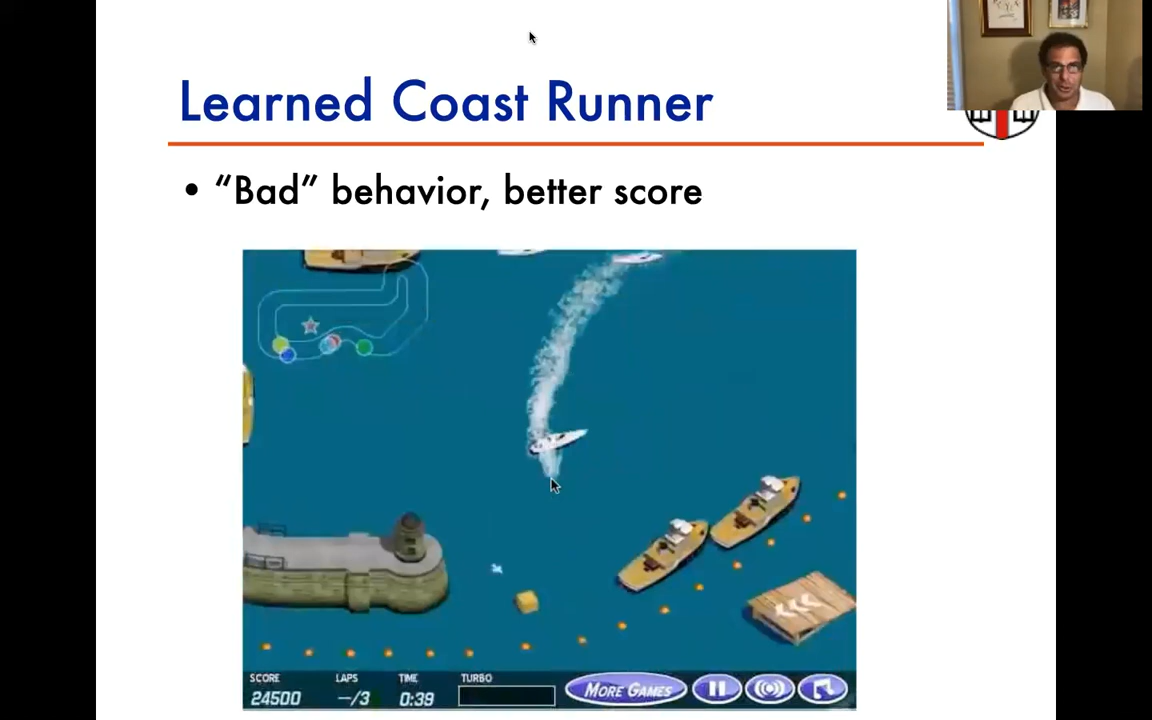 Learned Coast Runner
• “Bad” behavior, better score
SCORE LAPS TIME TURBO
24500 --/3 0:39
MORE GAMES